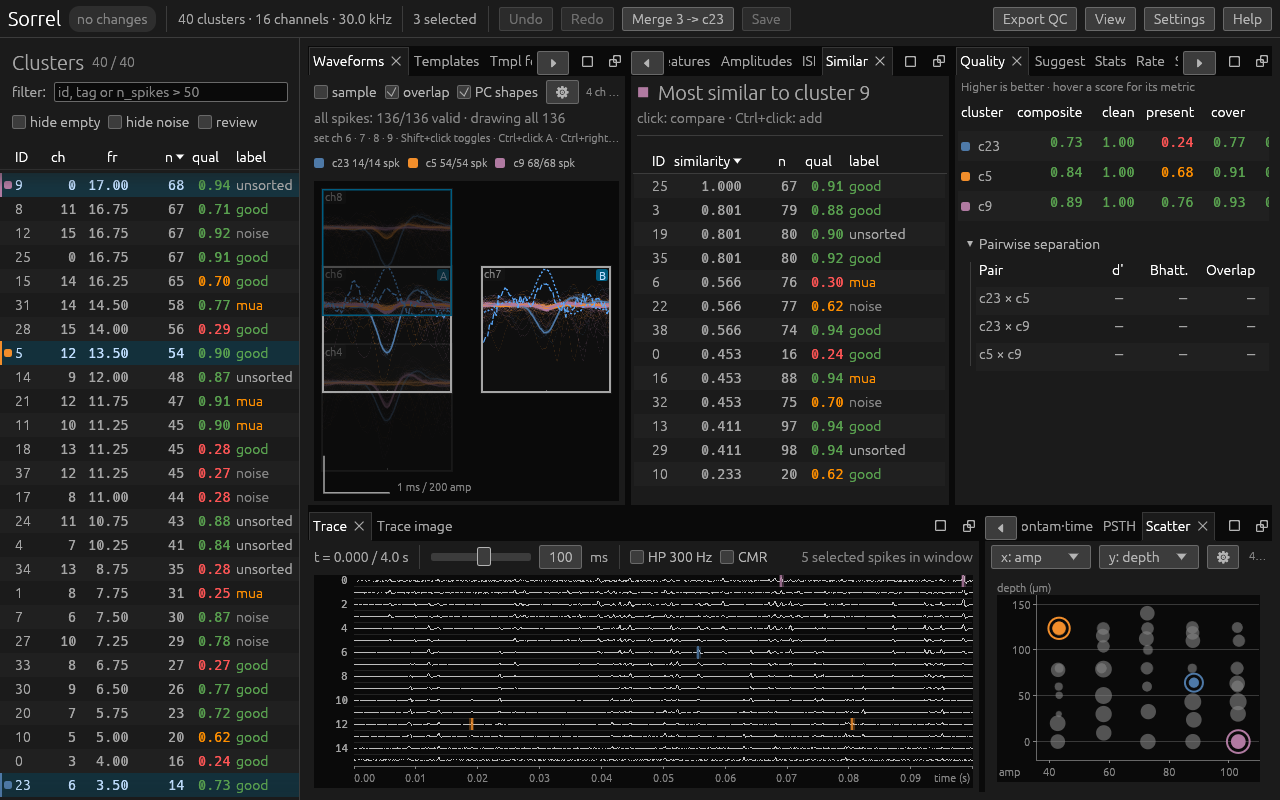 Sorrel no changes 40 clusters · 16 channels · 30.0 kHz 3 selected Undo Redo Merge 3 -> c23 Save Export QC View Settings Help
Clusters 40 / 40
filter: id, tag or n_spikes > 50
hide empty hide noise review
ID ch fr n▼ qual label
9 0 17.00 68 0.94 unsorted
8 11 16.75 67 0.71 good
12 15 16.75 67 0.92 noise
25 0 16.75 67 0.91 good
15 14 16.25 65 0.70 good
31 14 14.50 58 0.77 mua
28 15 14.00 56 0.29 good
5 12 13.50 54 0.90 good
14 9 12.00 48 0.87 unsorted
21 12 11.75 47 0.91 mua
11 10 11.25 45 0.90 mua
18 13 11.25 45 0.28 good
37 12 11.25 45 0.27 noise
17 8 11.00 44 0.28 noise
24 11 10.75 43 0.88 unsorted
4 7 10.25 41 0.84 unsorted
34 13 8.75 35 0.28 unsorted
1 8 7.75 31 0.25 mua
7 6 7.50 30 0.87 noise
27 10 7.25 29 0.78 noise
33 8 6.75 27 0.27 good
30 9 6.50 26 0.77 good
20 7 5.75 23 0.72 good
10 5 5.00 20 0.62 good
0 3 4.00 16 0.24 good
23 6 3.50 14 0.73 good
Waveforms Templates Tmpl
sample overlap PC shapes 4 ch ...
all spikes: 136/136 valid · drawing all 136
set ch 6 · 7 · 8 · 9 · Shift+click toggles · Ctrl+click A · Ctrl+right...
c23 14/14 spk c5 54/54 spk c9 68/68 spk
ch8
ch6 A
ch7 B
ch4
1 ms / 200 amp
eatures Amplitudes ISI Similar
Most similar to cluster 9
click: compare · Ctrl+click: add
ID similarity▼ n qual label
25 1.000 67 0.91 good
3 0.801 79 0.88 good
19 0.801 80 0.90 unsorted
35 0.801 80 0.92 good
6 0.566 76 0.30 mua
22 0.566 77 0.62 noise
38 0.566 74 0.94 good
0 0.453 16 0.24 good
16 0.453 88 0.94 mua
32 0.453 75 0.70 noise
13 0.411 97 0.94 good
29 0.411 98 0.94 unsorted
10 0.233 20 0.62 good
Quality Suggest Stats Rate
Higher is better · hover a score for its metric
cluster composite clean present cover
c23 0.73 1.00 0.24 0.77
c5 0.84 1.00 0.68 0.91
c9 0.89 1.00 0.76 0.93
▼ Pairwise separation
Pair d' Bhatt. Overlap
c23 × c5 — — —
c23 × c9 — — —
c5 × c9 — — —
Trace Trace image
t = 0.000 / 4.0 s 100 ms HP 300 Hz CMR 5 selected spikes in window
0
2
4
6
8
10
12
14
0.00 0.01 0.02 0.03 0.04 0.05 0.06 0.07 0.08 0.09 time (s)
ontam·time PSTH Scatter
x: amp y: depth 4...
depth (µm)
150
100
50
0
amp 40 60 80 100